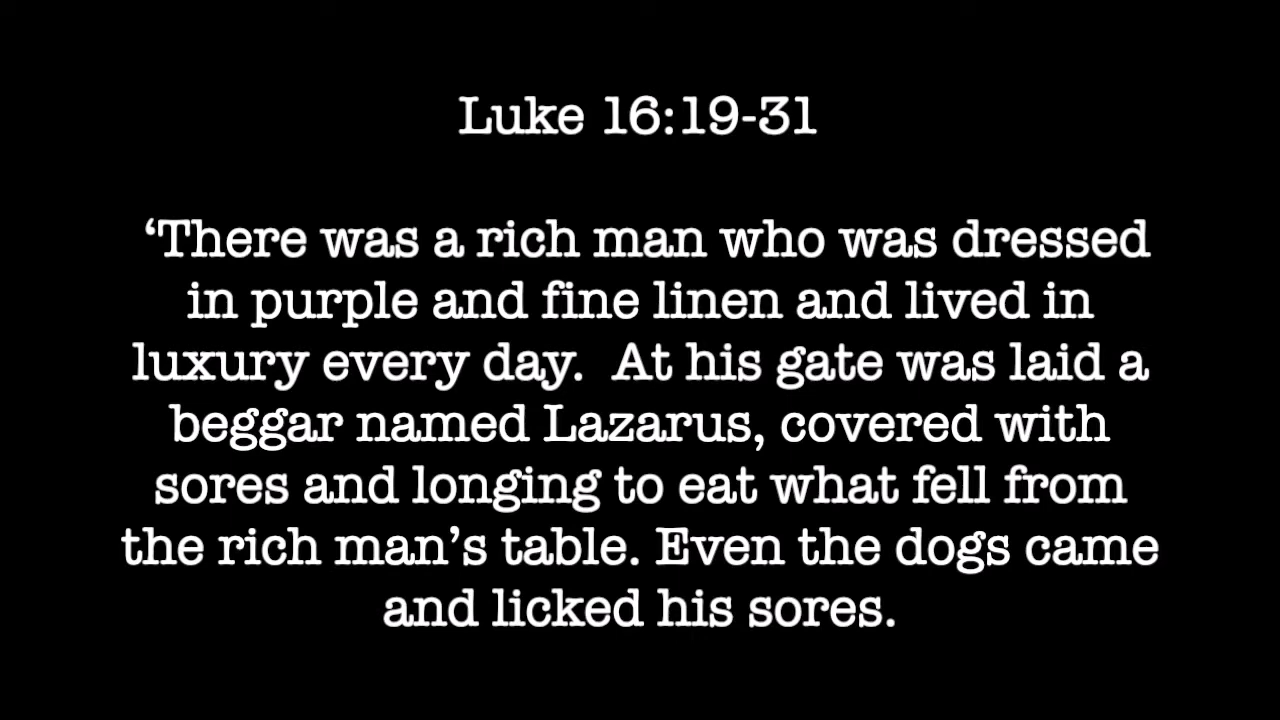 Luke 16:19-31
‘There was a rich man who was dressed
in purple and fine linen and lived in
luxury every day.  At his gate was laid a
beggar named Lazarus, covered with
sores and longing to eat what fell from
the rich man’s table. Even the dogs came
and licked his sores.